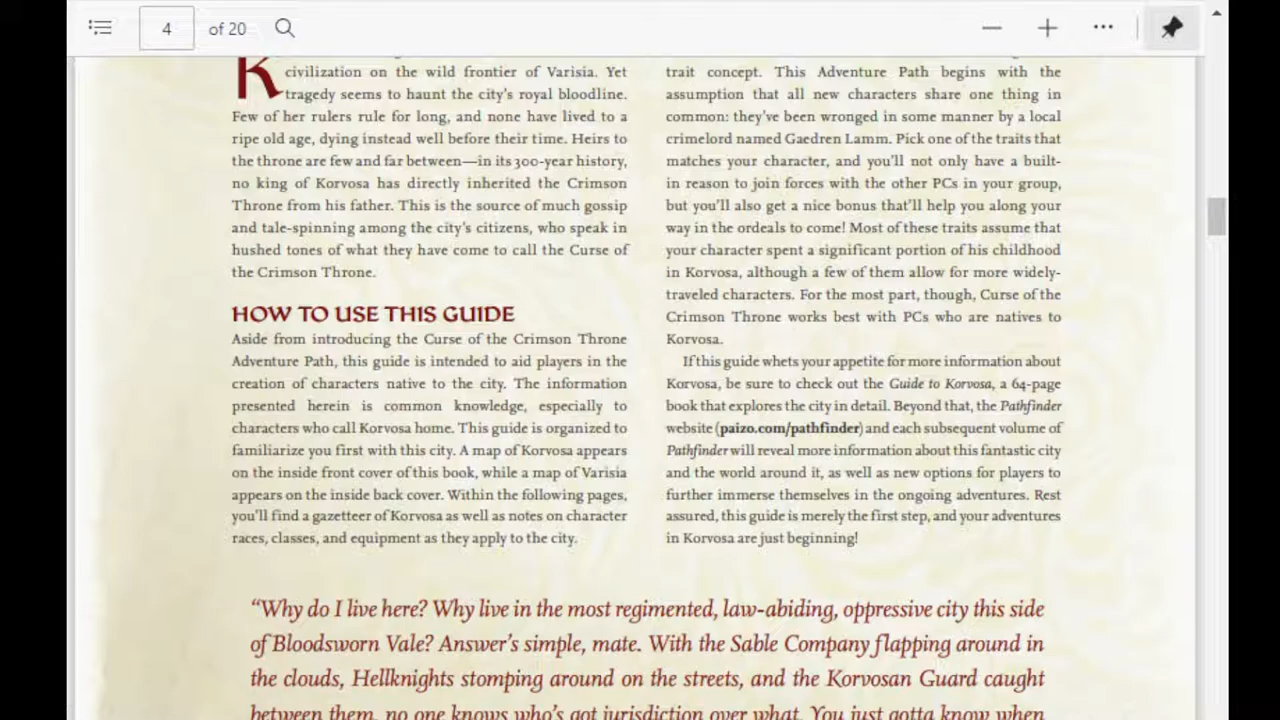 4 of 20
K
civilization on the wild frontier of Varisia. Yet
tragedy seems to haunt the city's royal bloodline.
Few of her rulers rule for long, and none have lived to a
ripe old age, dying instead well before their time. Heirs to
the throne are few and far between—in its 300-year history,
no king of Korvosa has directly inherited the Crimson
Throne from his father. This is the source of much gossip
and tale-spinning among the city's citizens, who speak in
hushed tones of what they have come to call the Curse of
the Crimson Throne.
HOW TO USE THIS GUIDE
Aside from introducing the Curse of the Crimson Throne
Adventure Path, this guide is intended to aid players in the
creation of characters native to the city. The information
presented herein is common knowledge, especially to
characters who call Korvosa home. This guide is organized to
familiarize you first with this city. A map of Korvosa appears
on the inside front cover of this book, while a map of Varisia
appears on the inside back cover. Within the following pages,
you'll find a gazetteer of Korvosa as well as notes on character
races, classes, and equipment as they apply to the city.
trait concept. This Adventure Path begins with the
assumption that all new characters share one thing in
common: they've been wronged in some manner by a local
crimelord named Gaedren Lamm. Pick one of the traits that
matches your character, and you'll not only have a built-
in reason to join forces with the other PCs in your group,
but you'll also get a nice bonus that'll help you along your
way in the ordeals to come! Most of these traits assume that
your character spent a significant portion of his childhood
in Korvosa, although a few of them allow for more widely-
traveled characters. For the most part, though, Curse of the
Crimson Throne works best with PCs who are natives to
Korvosa.
If this guide whets your appetite for more information about
Korvosa, be sure to check out the Guide to Korvosa, a 64-page
book that explores the city in detail. Beyond that, the Pathfinder
website (paizo.com/pathfinder) and each subsequent volume of
Pathfinder will reveal more information about this fantastic city
and the world around it, as well as new options for players to
further immerse themselves in the ongoing adventures. Rest
assured, this guide is merely the first step, and your adventures
in Korvosa are just beginning!
"Why do I live here? Why live in the most regimented, law-abiding, oppressive city this side
of Bloodsworn Vale? Answer's simple, mate. With the Sable Company flapping around in
the clouds, Hellknights stomping around on the streets, and the Korvosan Guard caught
between them, no one knows who's got jurisdiction over what. You just gotta know when